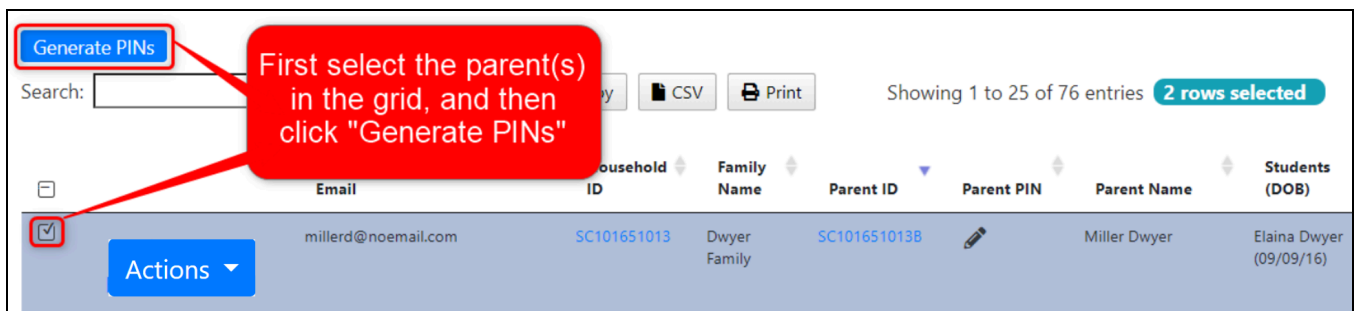 Generate PINs
First select the parent(s)
in the grid, and then
click "Generate PINs"
Search:
CSV
Print
Showing 1 to 25 of 76 entries 2 rows selected
Email
ID
Family
Name
Parent ID
Parent PIN
Parent Name
Students
(DOB)
Actions
millerd@noemail.com
SC101651013
Dwyer
Family
SC101651013B
Miller Dwyer
Elaina Dwyer
(09/09/16)